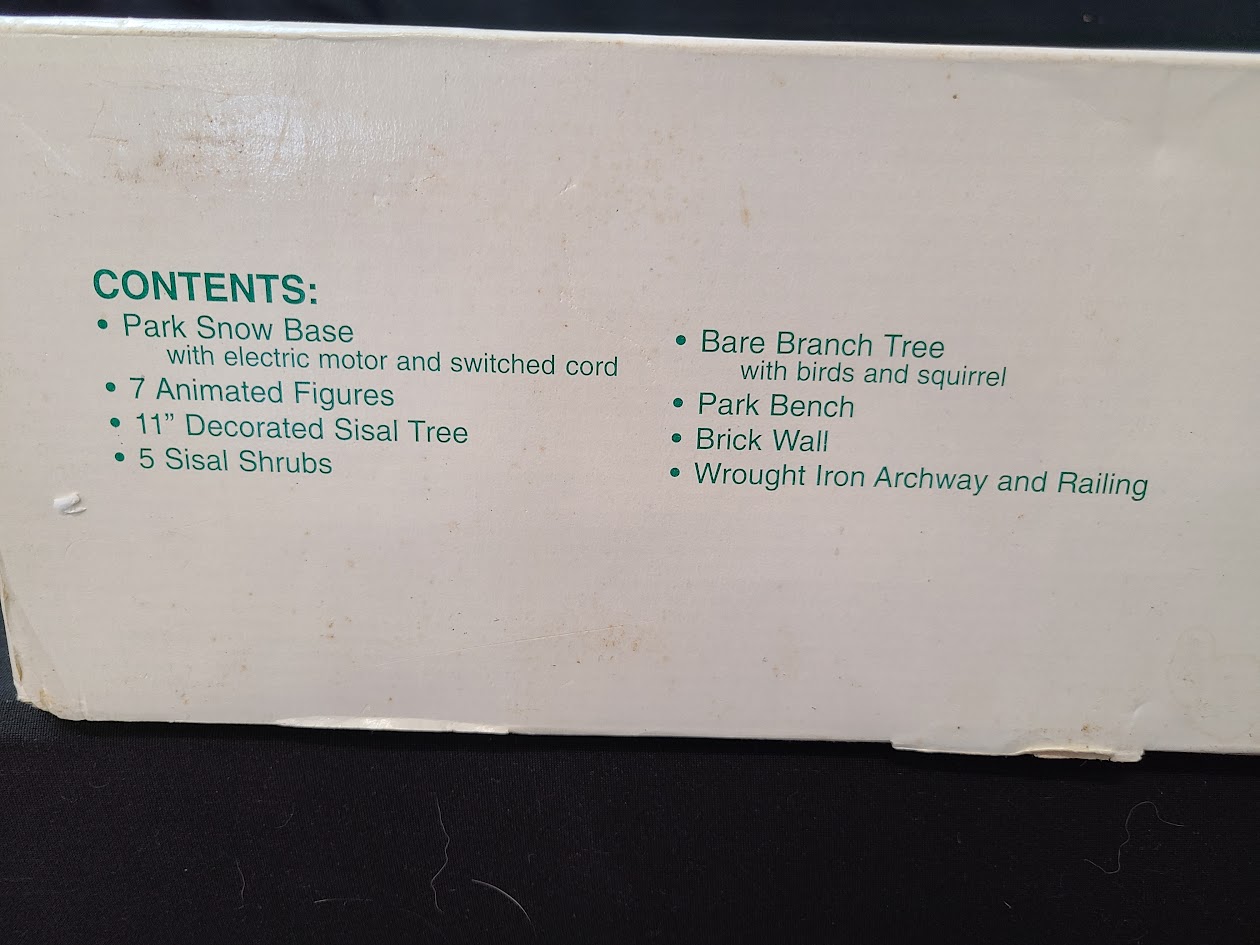 CONTENTS:
• Park Snow Base
with electric motor and switched cord
• 7 Animated Figures
• 11” Decorated Sisal Tree
• 5 Sisal Shrubs
• Bare Branch Tree
with birds and squirrel
• Park Bench
• Brick Wall
• Wrought Iron Archway and Railing